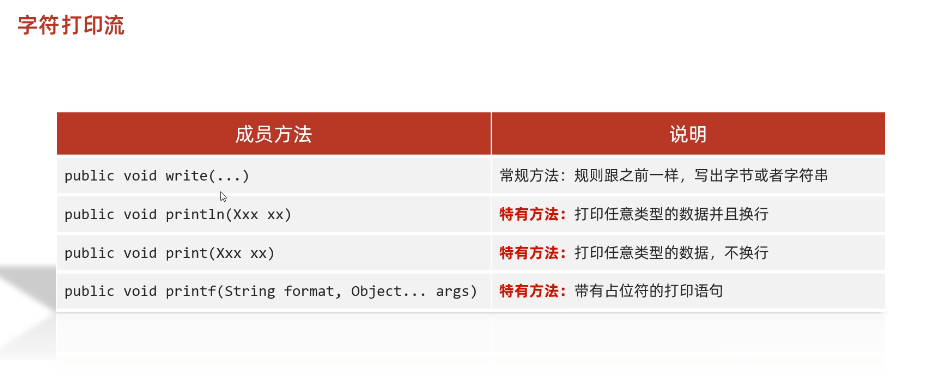 字符打印流
成员方法 说明
public void write(...) 常规方法：规则跟之前一样，写出字节或者字符串
public void println(Xxx xx) 特有方法：打印任意类型的数据并且换行
public void print(Xxx xx) 特有方法：打印任意类型的数据，不换行
public void printf(String format, Object... args) 特有方法：带有占位符的打印语句